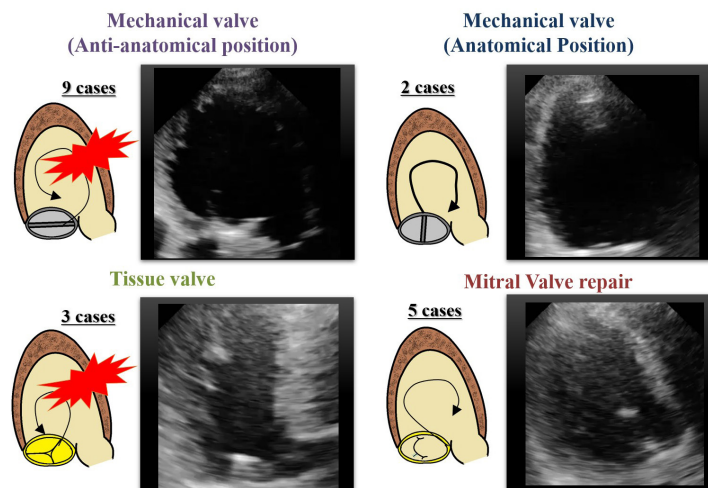 Mechanical valve
(Anti-anatomical position)
9 cases
Mechanical valve
(Anatomical Position)
2 cases
Tissue valve
3 cases
Mitral Valve repair
5 cases